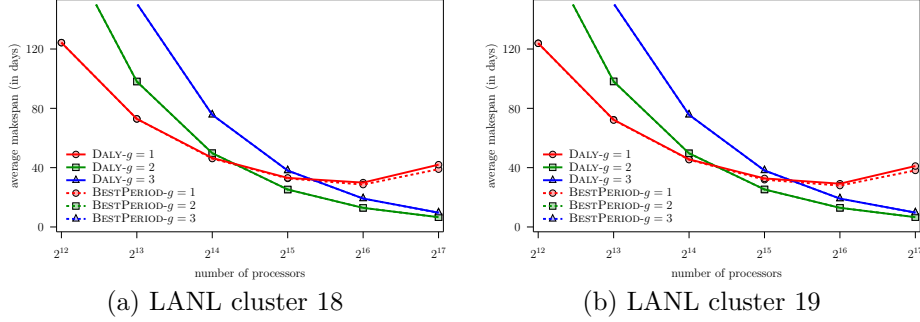 average makespan (in days)
120
80
40
0
DALY-g = 1
DALY-g = 2
DALY-g = 3
BESTPERIOD-g = 1
BESTPERIOD-g = 2
BESTPERIOD-g = 3
2^12 2^13 2^14 2^15 2^16 2^17
number of processors
(a) LANL cluster 18
average makespan (in days)
120
80
40
0
DALY-g = 1
DALY-g = 2
DALY-g = 3
BESTPERIOD-g = 1
BESTPERIOD-g = 2
BESTPERIOD-g = 3
2^12 2^13 2^14 2^15 2^16 2^17
number of processors
(b) LANL cluster 19